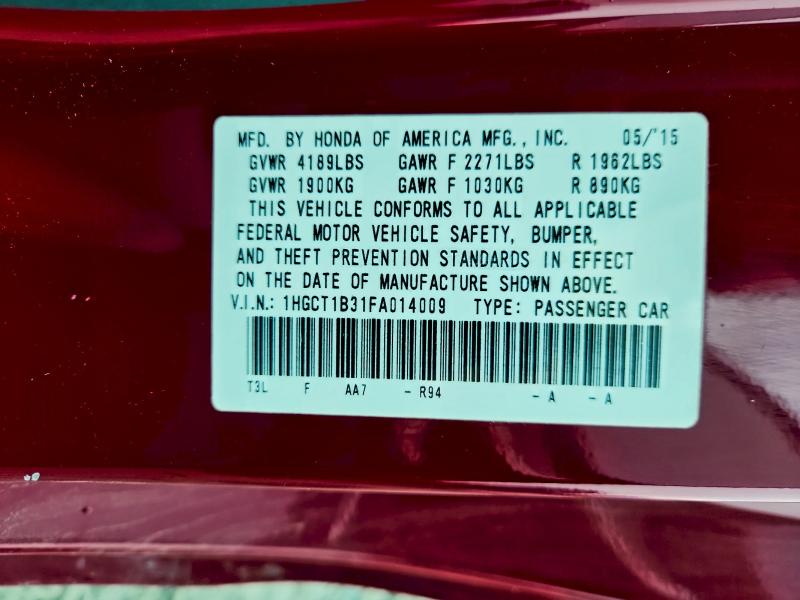 MFD. BY HONDA OF AMERICA MFG., INC. 05/'15
GVWR 4189LBS GAWR F 2271LBS R 1962LBS
GVWR 1900KG GAWR F 1030KG R 890KG
THIS VEHICLE CONFORMS TO ALL APPLICABLE
FEDERAL MOTOR VEHICLE SAFETY, BUMPER,
AND THEFT PREVENTION STANDARDS IN EFFECT
ON THE DATE OF MANUFACTURE SHOWN ABOVE.
V.I.N.: 1HGCT1B31FA014009 TYPE: PASSENGER CAR
T3L F AA7 - R94 - A - A